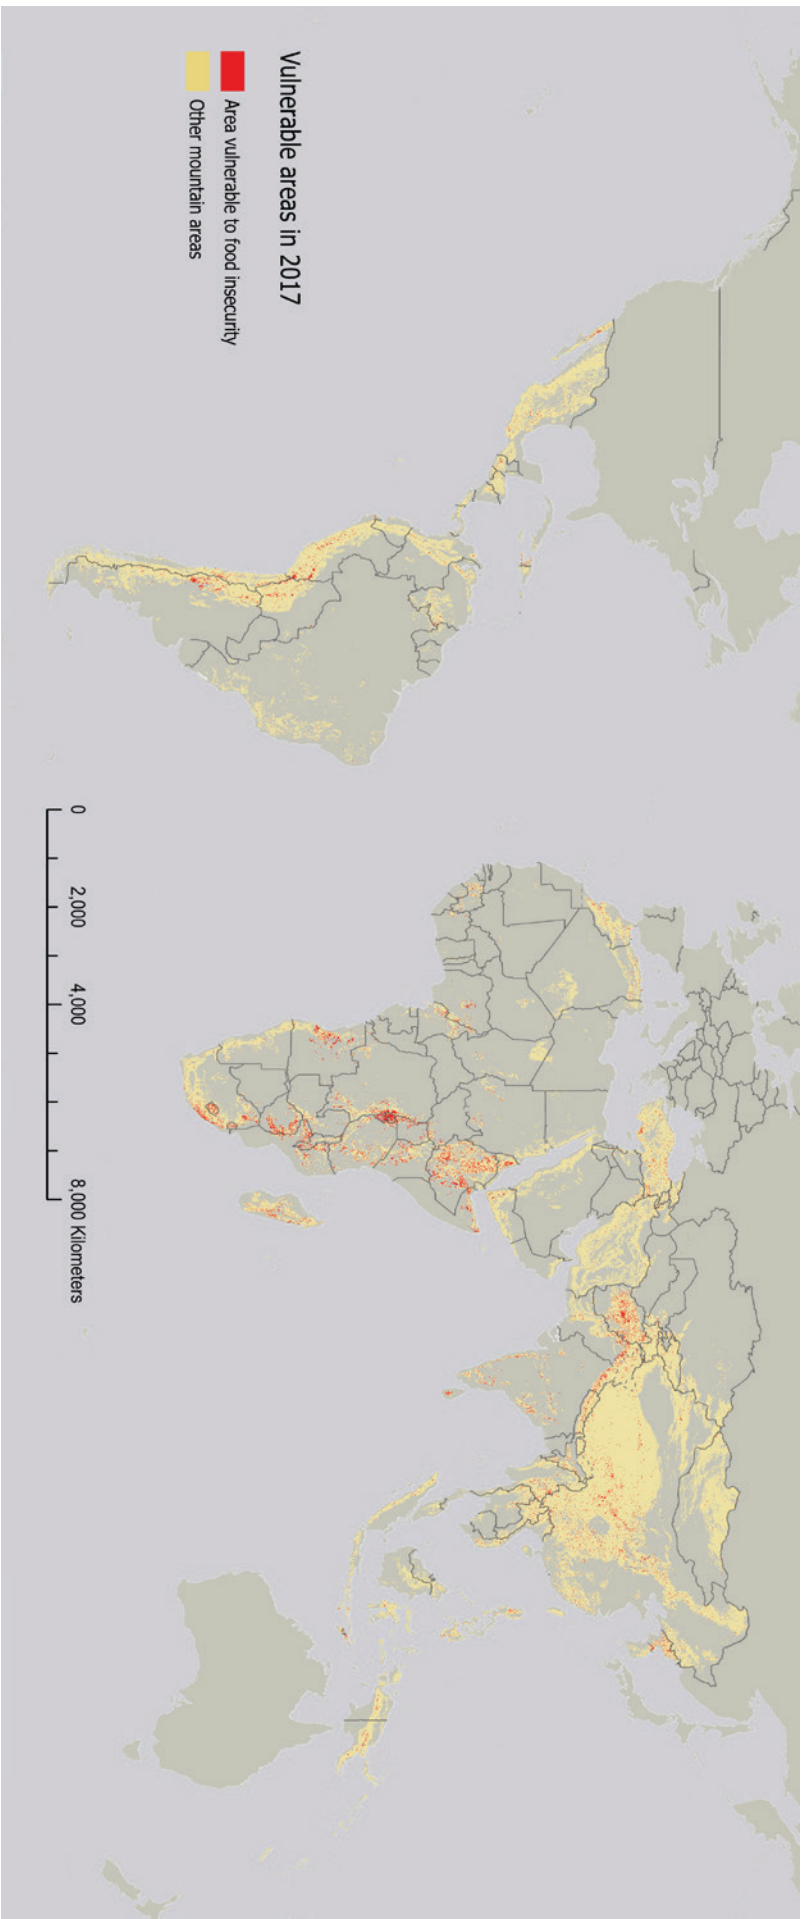 Vulnerable areas in 2017
Area vulnerable to food insecurity
Other mountain areas
0 2,000 4,000 8,000 Kilometers